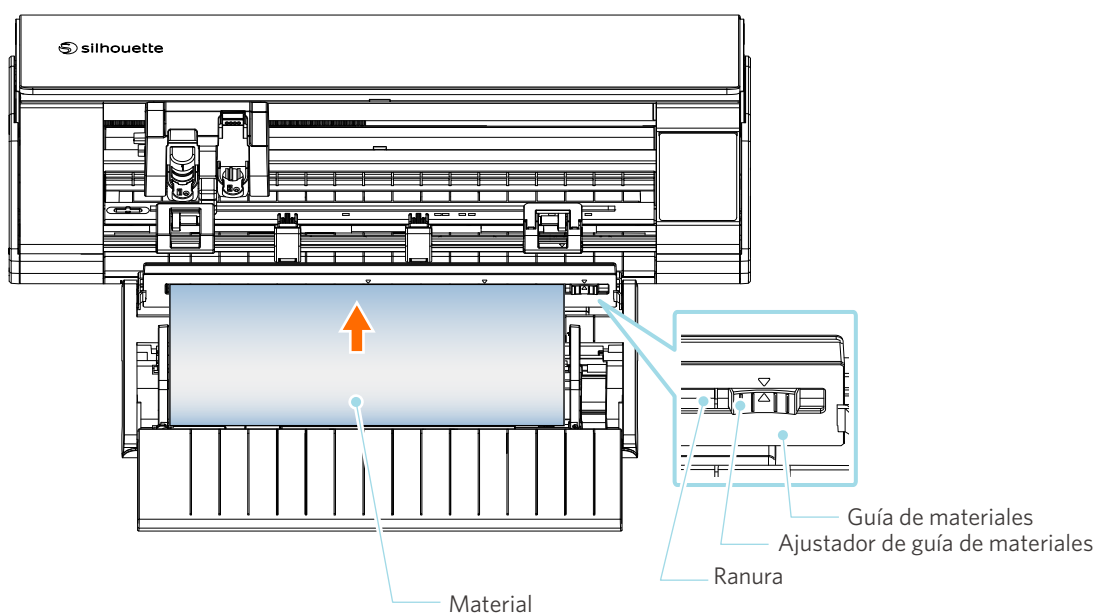 silhouette
Guía de materiales
Ajustador de guía de materiales
Ranura
Material